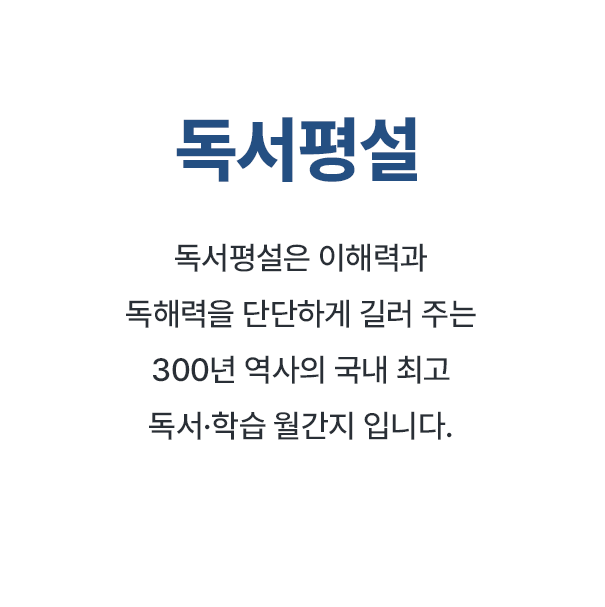 독서평설
독서평설은 이해력과
독해력을 단단하게 길러 주는
300년 역사의 국내 최고
독서·학습 월간지 입니다.